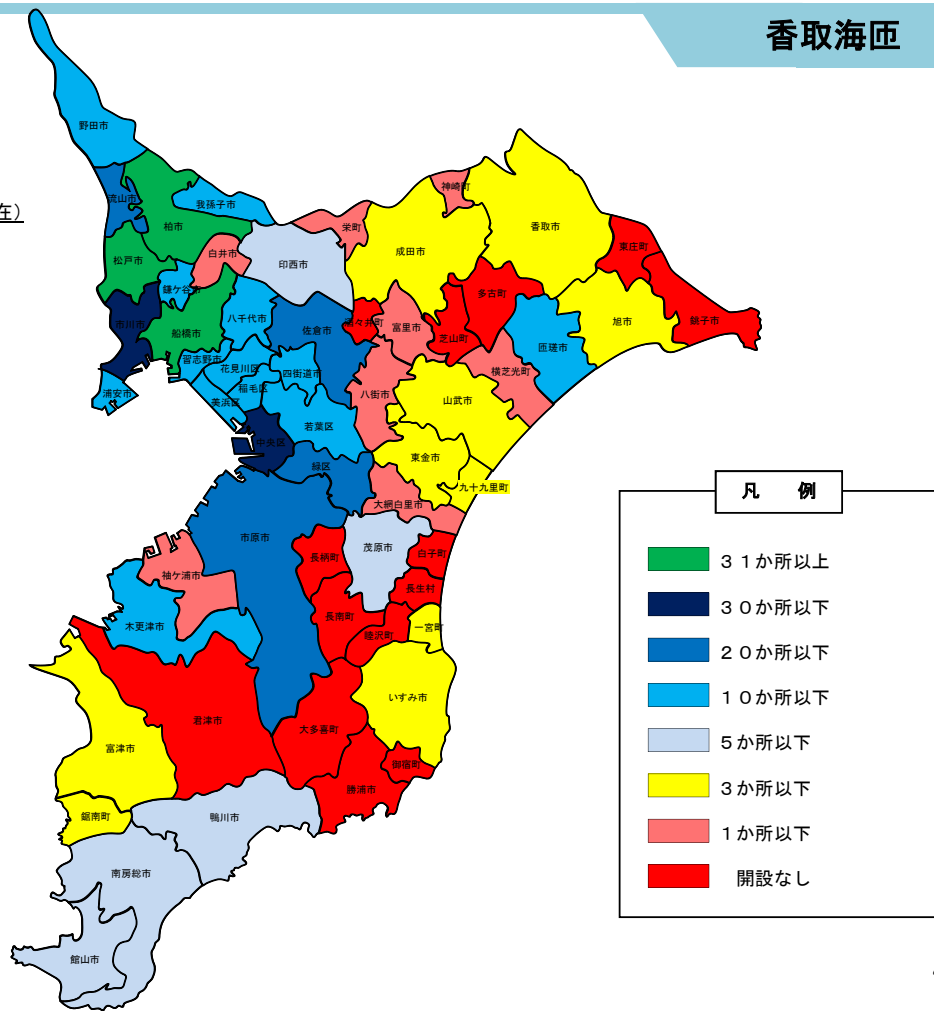 香取海匝
在）
野田市
流山市
柏市
我孫子市
松戸市
白井市
鎌ケ谷市
市川市
船橋市
浦安市
習志野市
八千代市
花見川区
稲毛区
美浜区
四街道市
佐倉市
若葉区
中央区
緑区
印西市
栄町
成田市
神崎町
香取市
東庄町
銚子市
多古町
旭市
匝瑳市
酒々井町
富里市
芝山町
横芝光町
八街市
山武市
東金市
九十九里町
大網白里市
市原市
茂原市
白子町
長柄町
長生村
長南町
睦沢町
一宮町
袖ケ浦市
木更津市
いすみ市
君津市
大多喜町
御宿町
勝浦市
富津市
鋸南町
鴨川市
南房総市
館山市
凡　例
３１か所以上
３０か所以下
２０か所以下
１０か所以下
５か所以下
３か所以下
１か所以下
開設なし